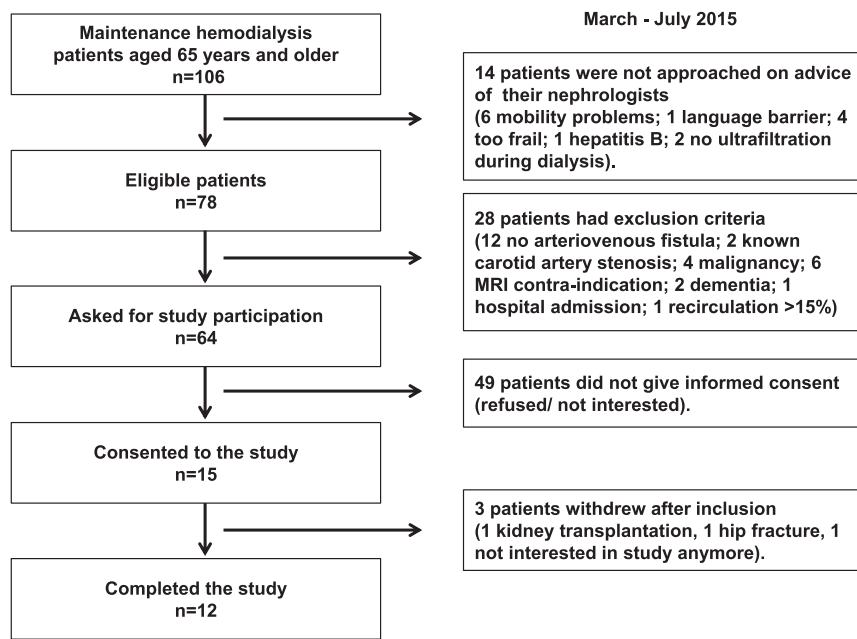 March - July 2015
Maintenance hemodialysis
patients aged 65 years and older
n=106
14 patients were not approached on advice
of their nephrologists
(6 mobility problems; 1 language barrier; 4
too frail; 1 hepatitis B; 2 no ultrafiltration
during dialysis).
Eligible patients
n=78
28 patients had exclusion criteria
(12 no arteriovenous fistula; 2 known
carotid artery stenosis; 4 malignancy; 6
MRI contra-indication; 2 dementia; 1
hospital admission; 1 recirculation >15%)
Asked for study participation
n=64
49 patients did not give informed consent
(refused/ not interested).
Consented to the study
n=15
3 patients withdrew after inclusion
(1 kidney transplantation, 1 hip fracture, 1
not interested in study anymore).
Completed the study
n=12